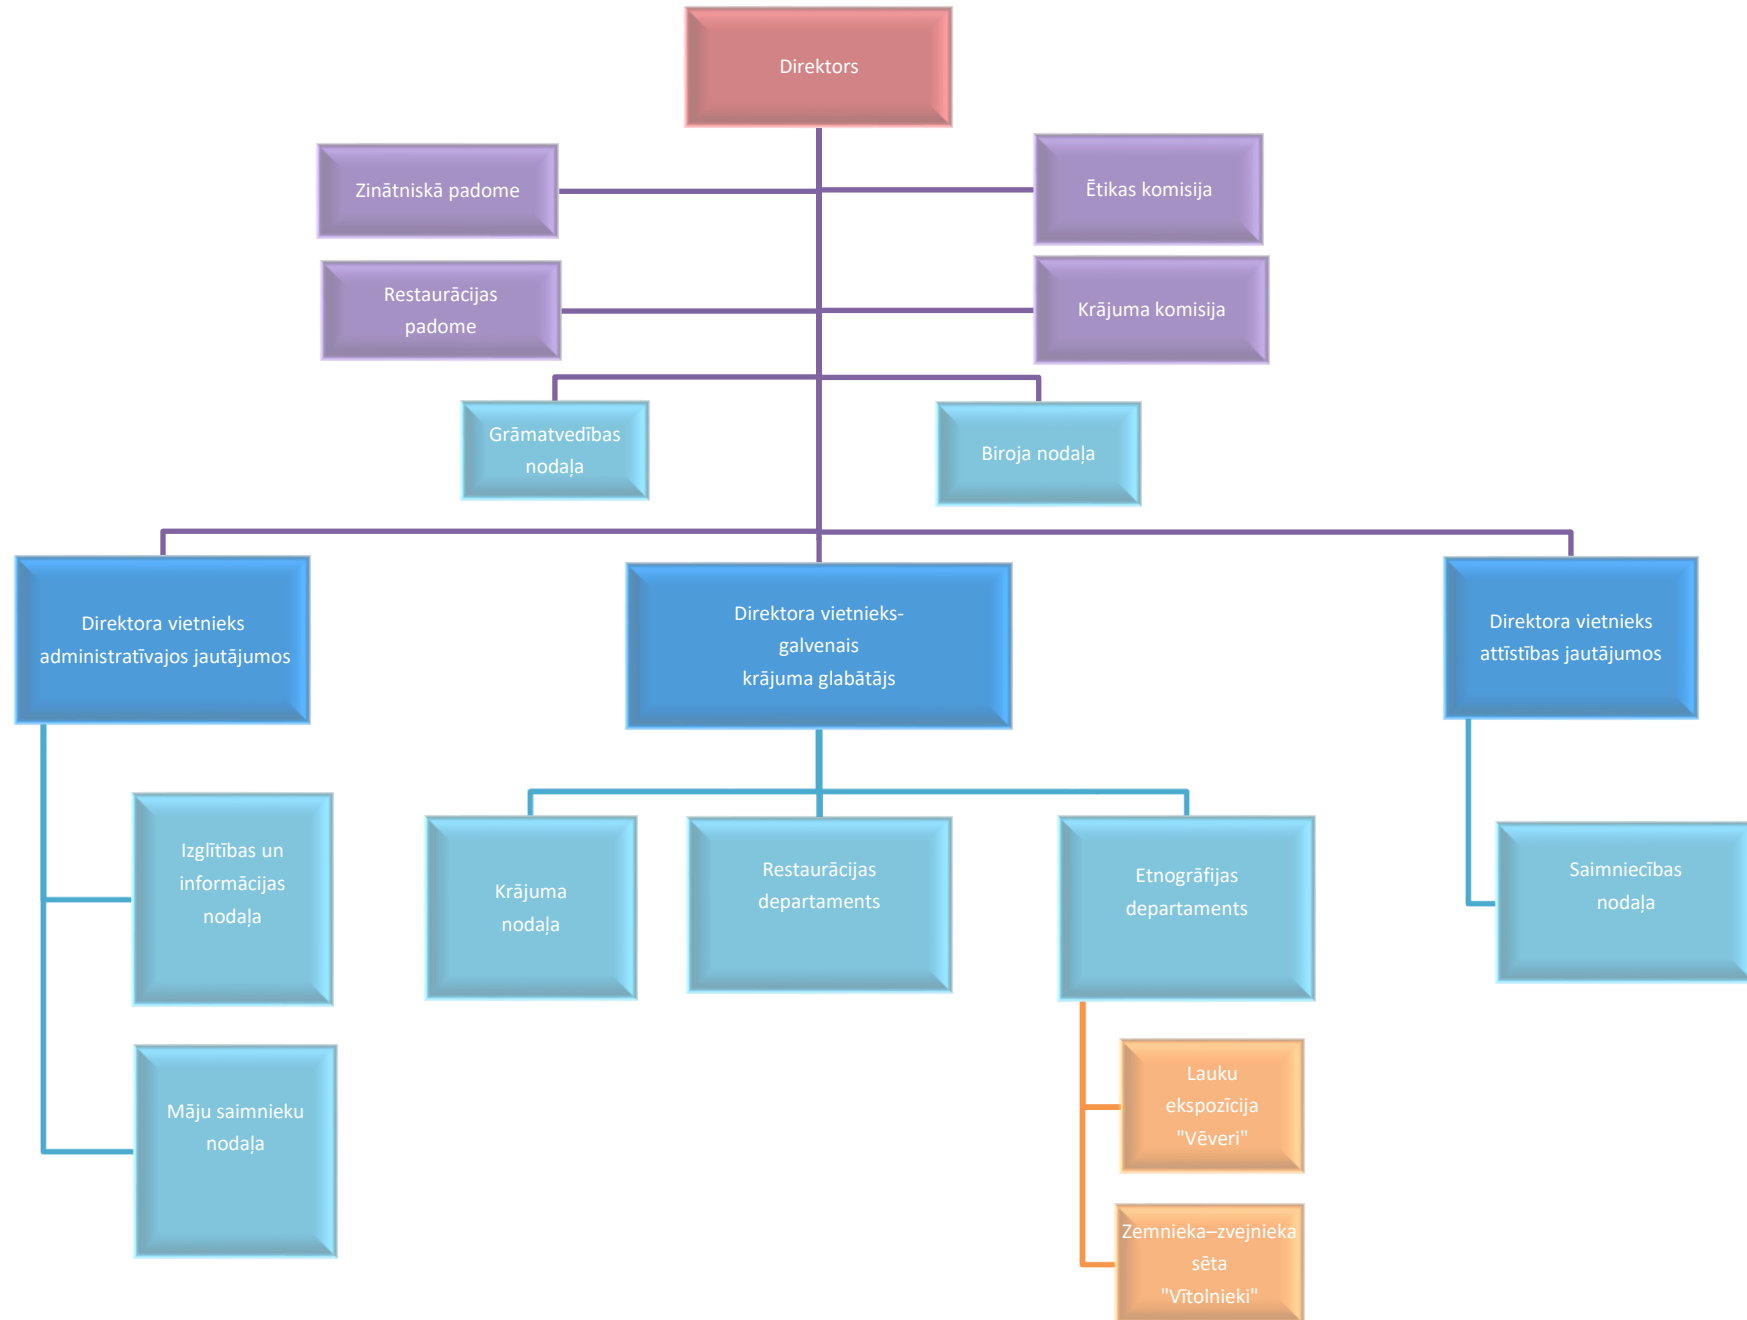 Direktors
Zinātniskā padome
Ētikas komisija
Restaurācijas
padome
Krājuma komisija
Grāmatvedības
nodaļa
Biroja nodaļa
Direktora vietnieks
administratīvajos jautājumos
Direktora vietnieks-
galvenais
krājuma glabātājs
Direktora vietnieks
attīstības jautājumos
Izglītības un
informācijas
nodaļa
Krājuma
nodaļa
Restaurācijas
departaments
Etnogrāfijas
departaments
Saimniecības
nodaļa
Māju saimnieku
nodaļa
Lauku
ekspozīcija
"Vēveri"
Zemnieka–zvejnieka
sēta
"Vītolnieki"